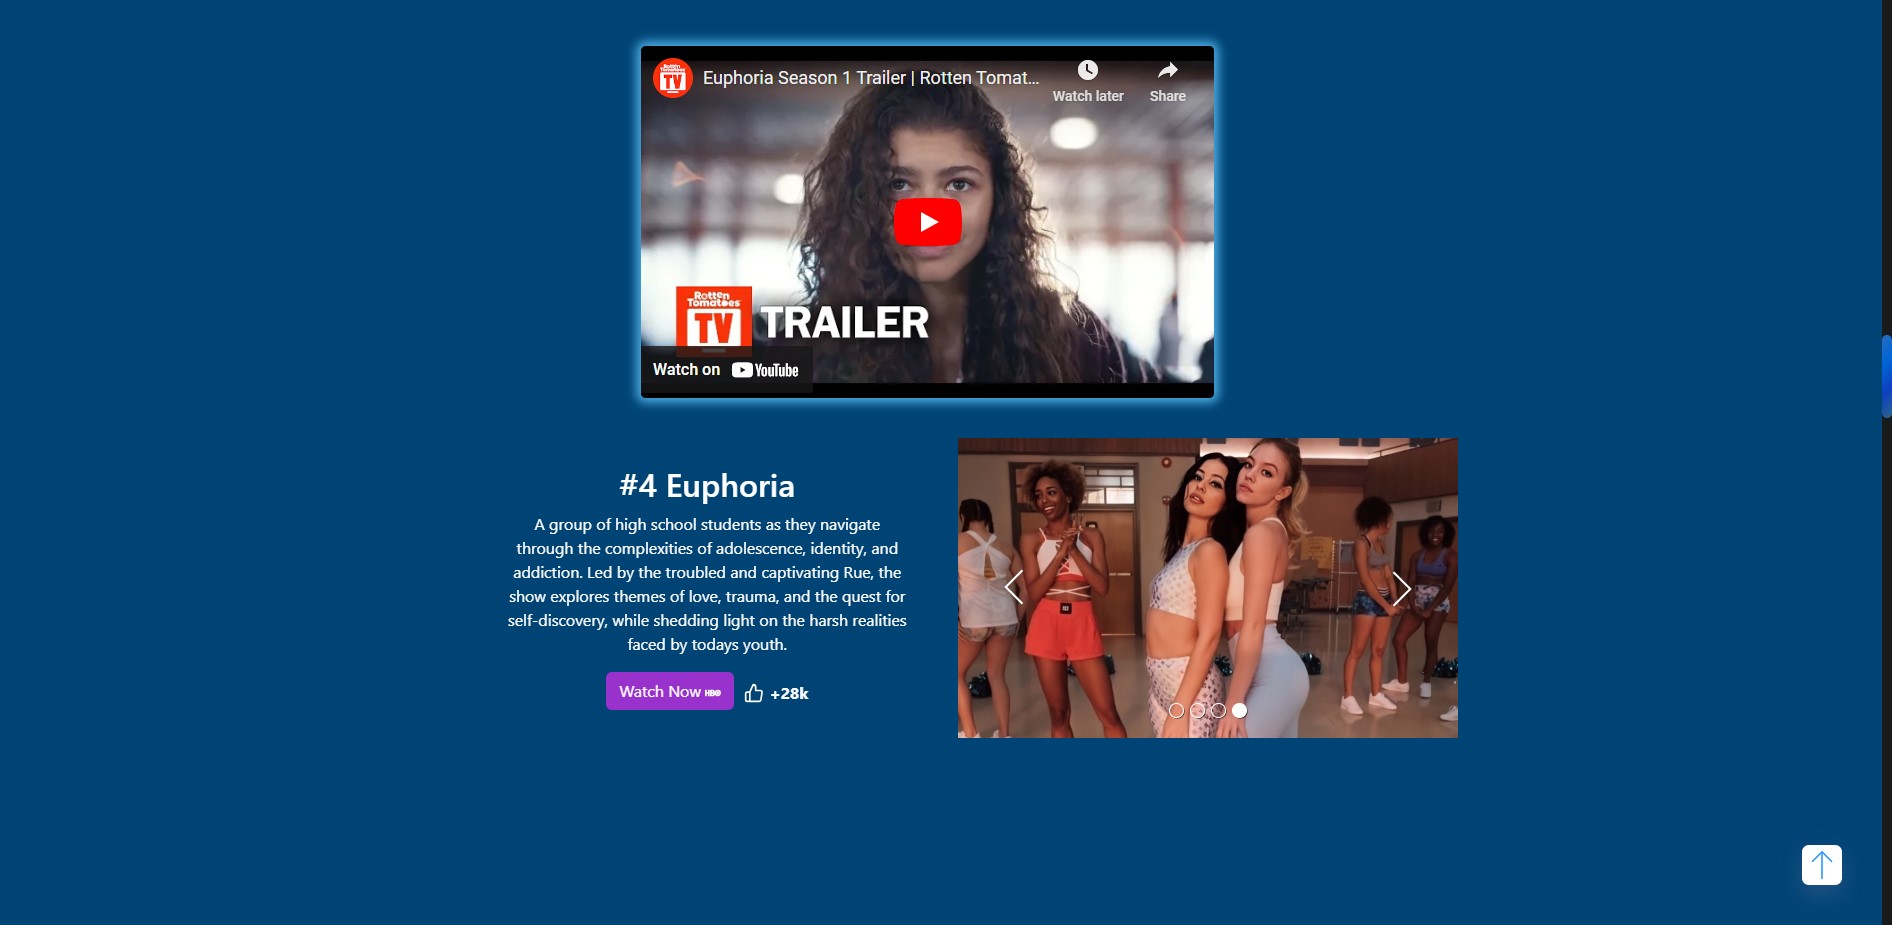 Rotten
Tomatoes
TV
Euphoria Season 1 Trailer | Rotten Tomat...
Watch later
Share
Rotten
Tomatoes
TV
TRAILER
Watch on YouTube
#4 Euphoria
A group of high school students as they navigate
through the complexities of adolescence, identity, and
addiction. Led by the troubled and captivating Rue, the
show explores themes of love, trauma, and the quest for
self-discovery, while shedding light on the harsh realities
faced by todays youth.
Watch Now HBO
+28k